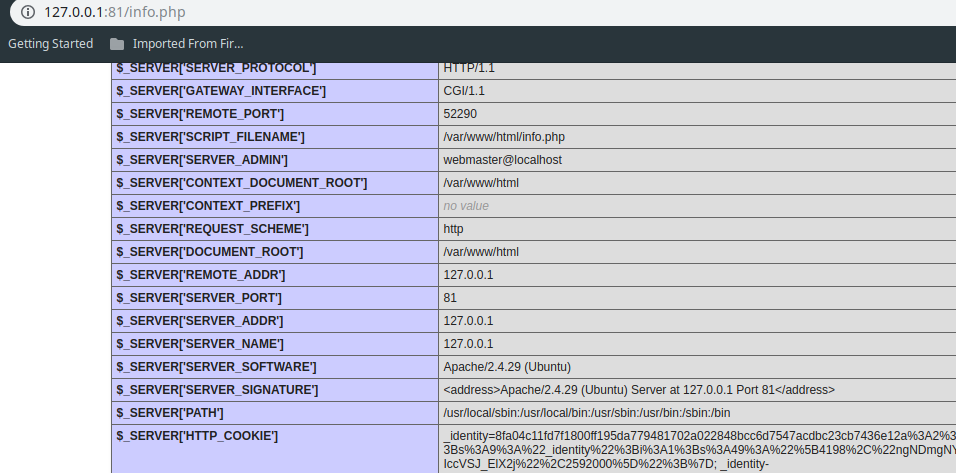 127.0.0.1:81/info.php
Getting Started Imported From Fir...
$_SERVER['SERVER_PROTOCOL'] HTTP/1.1
$_SERVER['GATEWAY_INTERFACE'] CGI/1.1
$_SERVER['REMOTE_PORT'] 52290
$_SERVER['SCRIPT_FILENAME'] /var/www/html/info.php
$_SERVER['SERVER_ADMIN'] webmaster@localhost
$_SERVER['CONTEXT_DOCUMENT_ROOT'] /var/www/html
$_SERVER['CONTEXT_PREFIX'] no value
$_SERVER['REQUEST_SCHEME'] http
$_SERVER['DOCUMENT_ROOT'] /var/www/html
$_SERVER['REMOTE_ADDR'] 127.0.0.1
$_SERVER['SERVER_PORT'] 81
$_SERVER['SERVER_ADDR'] 127.0.0.1
$_SERVER['SERVER_NAME'] 127.0.0.1
$_SERVER['SERVER_SOFTWARE'] Apache/2.4.29 (Ubuntu)
$_SERVER['SERVER_SIGNATURE'] <address>Apache/2.4.29 (Ubuntu) Server at 127.0.0.1 Port 81</address>
$_SERVER['PATH'] /usr/local/sbin:/usr/local/bin:/usr/sbin:/usr/bin:/sbin:/bin
$_SERVER['HTTP_COOKIE'] _identity=8fa04c11fd7f1800ff195da779481702a022848bcc6d7547acdbc23cb7436e12a%3A2%3
3Bs%3A9%3A%22_identity%22%3Bi%3A1%3Bs%3A49%3A%22%5B4198%2C%22ngNDmgNY
IccVSJ_ElX2j%22%2C2592000%5D%22%3B%7D; _identity-